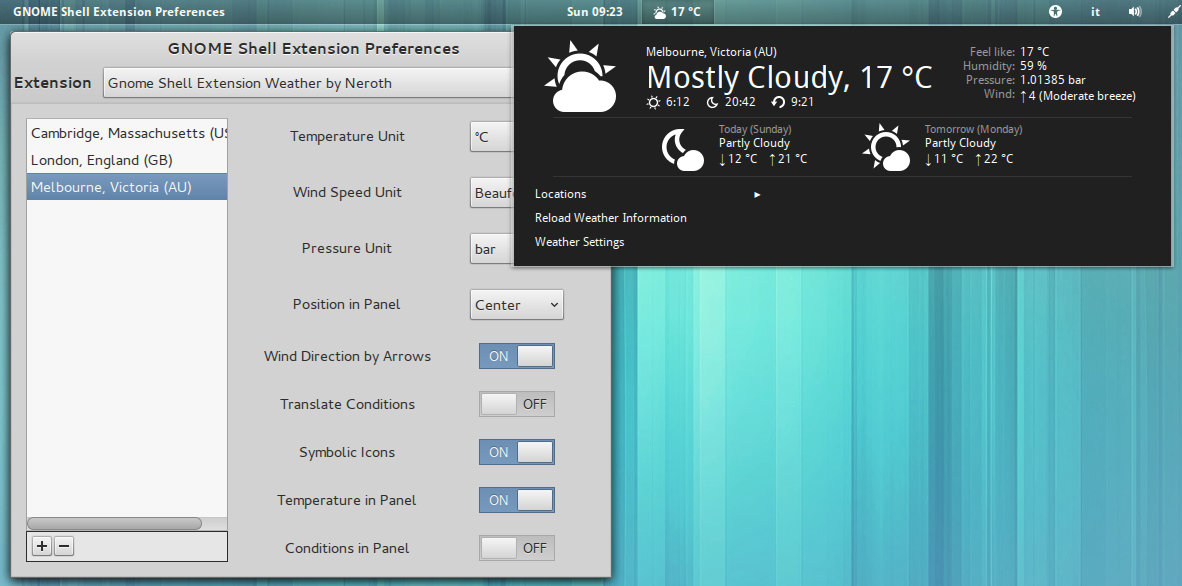 GNOME Shell Extension Preferences
Sun 09:23
17 °C
it
GNOME Shell Extension Preferences
Extension
Gnome Shell Extension Weather by Neroth
Cambridge, Massachusetts (US
London, England (GB)
Melbourne, Victoria (AU)
Temperature Unit
°C
Wind Speed Unit
Beauf
Pressure Unit
bar
Position in Panel
Center
Wind Direction by Arrows
ON
Translate Conditions
OFF
Symbolic Icons
ON
Temperature in Panel
ON
Conditions in Panel
OFF
Melbourne, Victoria (AU)
Mostly Cloudy, 17 °C
6:12
20:42
9:21
Feel like: 17 °C
Humidity: 59 %
Pressure: 1.01385 bar
Wind: ↑4 (Moderate breeze)
Today (Sunday)
Partly Cloudy
↓12 °C ↑21 °C
Tomorrow (Monday)
Partly Cloudy
↓11 °C ↑22 °C
Locations
Reload Weather Information
Weather Settings